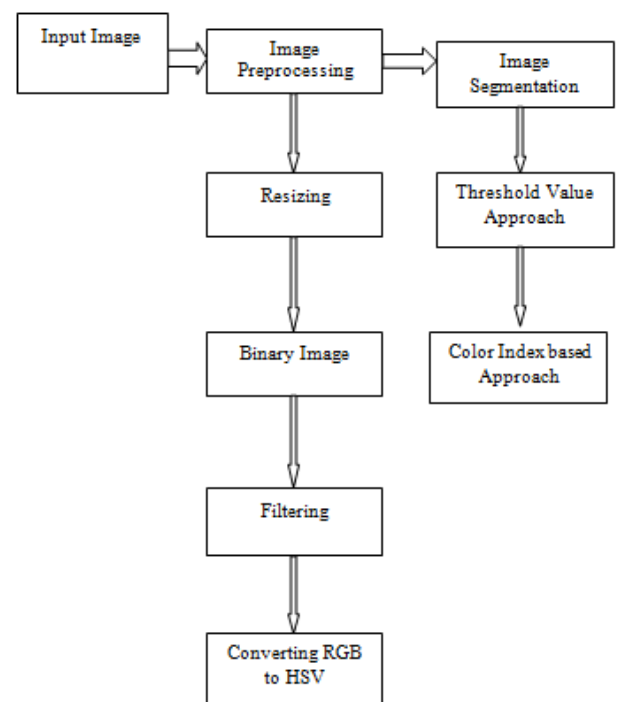 Input Image
Image
Preprocessing
Image
Segmentation
Resizing
Threshold Value
Approach
Binary Image
Color Index based
Approach
Filtering
Converting RGB
to HSV